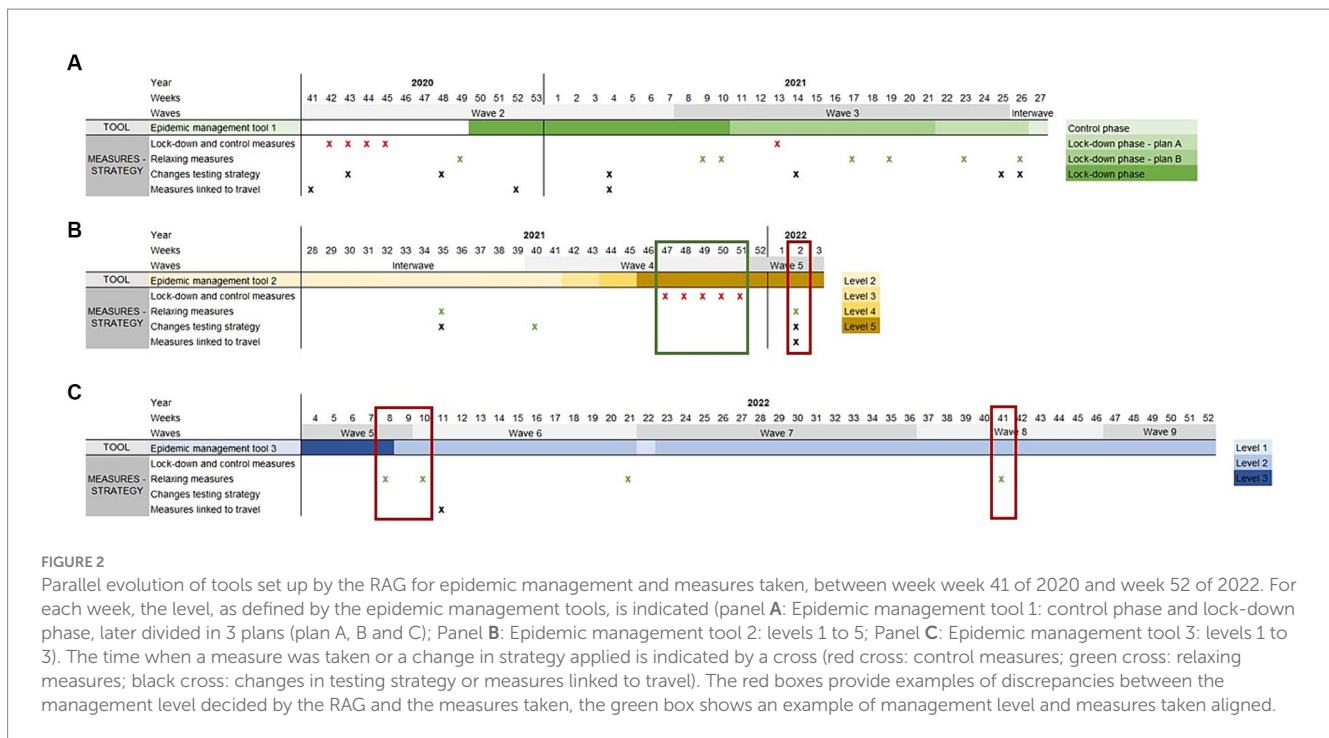 A
Year 2020 2021
Weeks 41 42 43 44 45 46 47 48 49 50 51 52 53 1 2 3 4 5 6 7 8 9 10 11 12 13 14 15 16 17 18 19 20 21 22 23 24 25 26 27
Waves Wave 2 Wave 3 Interwave
TOOL Epidemic management tool 1 Control phase
Lock-down and control measures x x x x x Lock-down phase - plan A
MEASURES - STRATEGY Relaxing measures x x x x x x x Lock-down phase - plan B
Changes testing strategy x x x x x x Lock-down phase
Measures linked to travel x x x
B
Year 2021 2022
Weeks 28 29 30 31 32 33 34 35 36 37 38 39 40 41 42 43 44 45 46 47 48 49 50 51 52 1 2 3
Waves Interwave Wave 4 Wave 5
TOOL Epidemic management tool 2 Level 2
Lock-down and control measures x x x x x Level 3
MEASURES - STRATEGY Relaxing measures x x Level 4
Changes testing strategy x x x Level 5
Measures linked to travel x
C
Year 2022
Weeks 4 5 6 7 8 9 10 11 12 13 14 15 16 17 18 19 20 21 22 23 24 26 27 28 29 30 31 32 33 34 35 36 37 38 39 40 41 42 43 44 45 46 47 48 49 50 51 52
Waves Wave 5 Wave 6 Wave 7 Wave 8 Wave 9
TOOL Epidemic management tool 3 Level 1
Lock-down and control measures Level 2
MEASURES - STRATEGY Relaxing measures x x x x Level 3
Changes testing strategy
Measures linked to travel x
FIGURE 2
Parallel evolution of tools set up by the RAG for epidemic management and measures taken, between week week 41 of 2020 and week 52 of 2022. For
each week, the level, as defined by the epidemic management tools, is indicated (panel A: Epidemic management tool 1: control phase and lock-down
phase, later divided in 3 plans (plan A, B and C); Panel B: Epidemic management tool 2: levels 1 to 5; Panel C: Epidemic management tool 3: levels 1 to
3). The time when a measure was taken or a change in strategy applied is indicated by a cross (red cross: control measures; green cross: relaxing
measures; black cross: changes in testing strategy or measures linked to travel). The red boxes provide examples of discrepancies between the
management level decided by the RAG and the measures taken, the green box shows an example of management level and measures taken aligned.